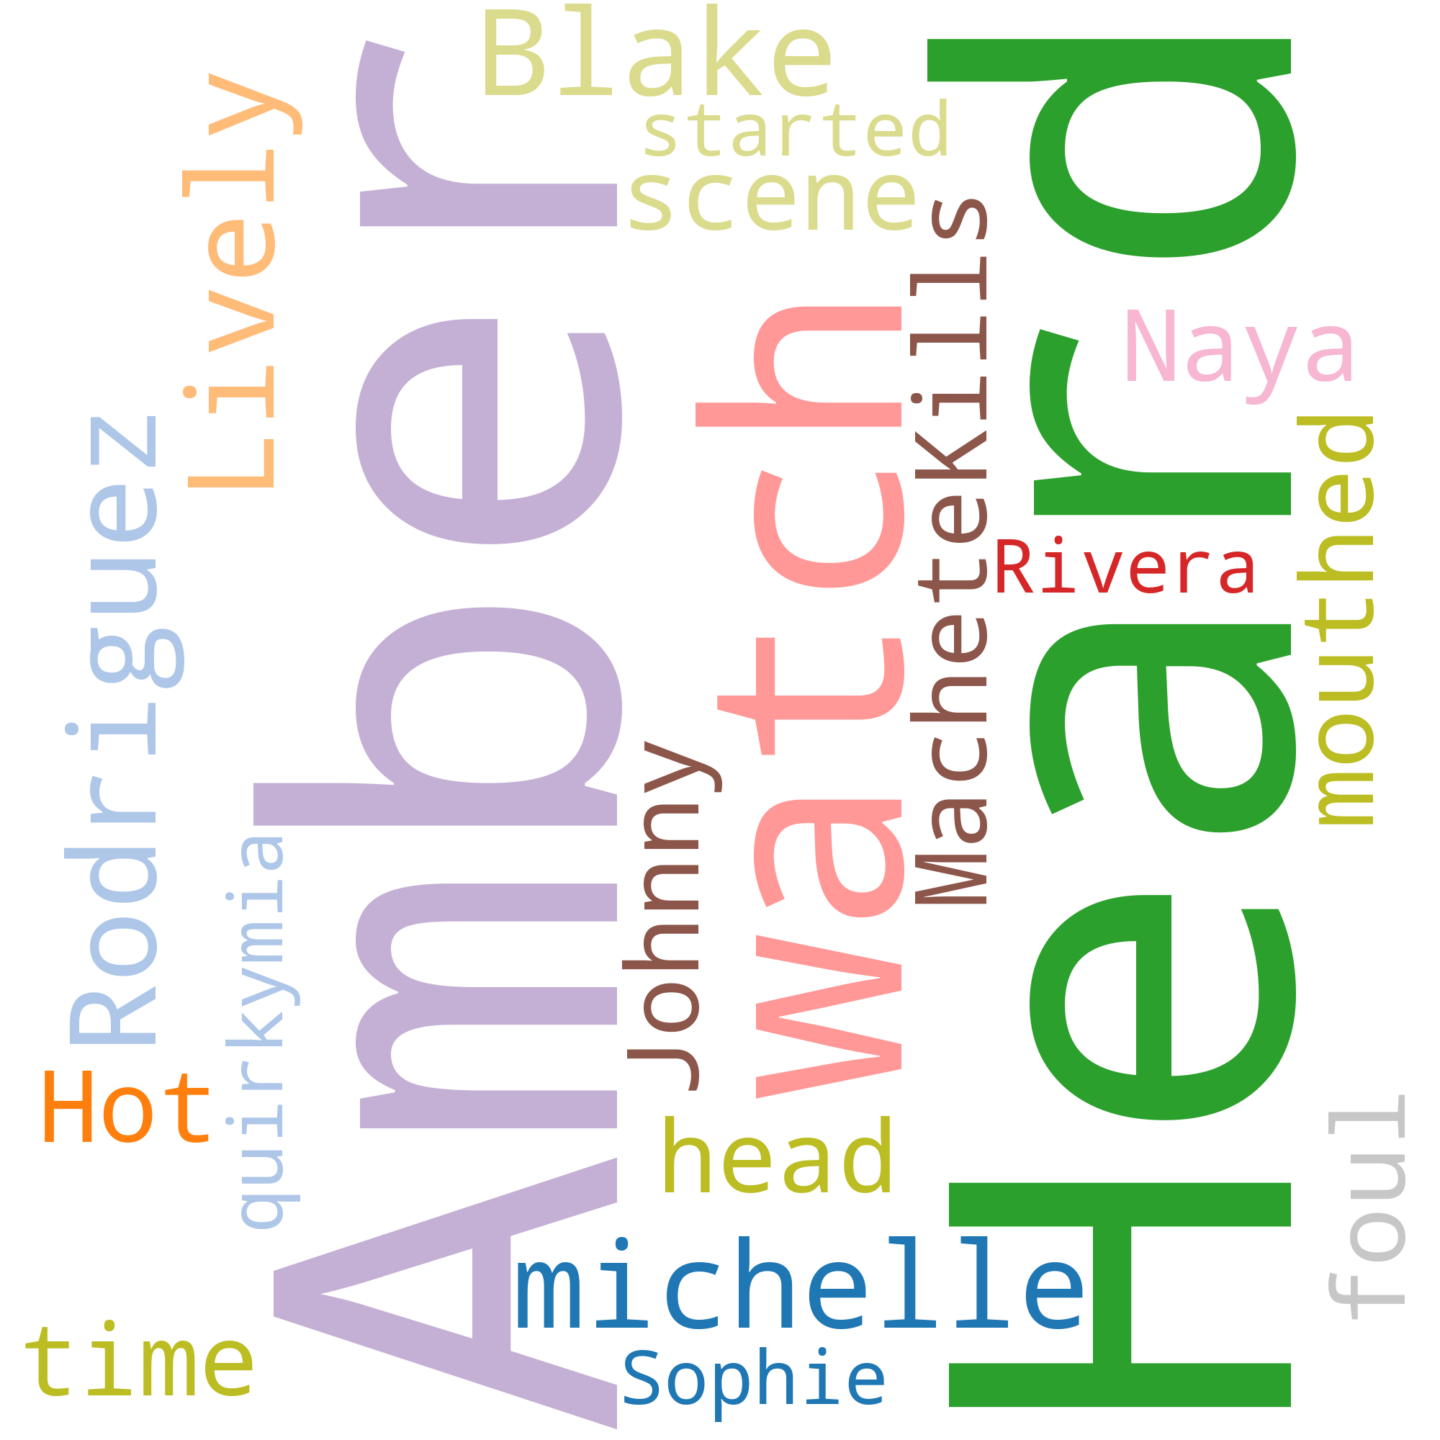 Blake
started
scene
Lively
Amber
Heard
watch
MacheteKills
Naya
Rivera
mouthed
Rodriguez
quirkymia
Johnny
Hot
head
michelle
Sophie
time
foul